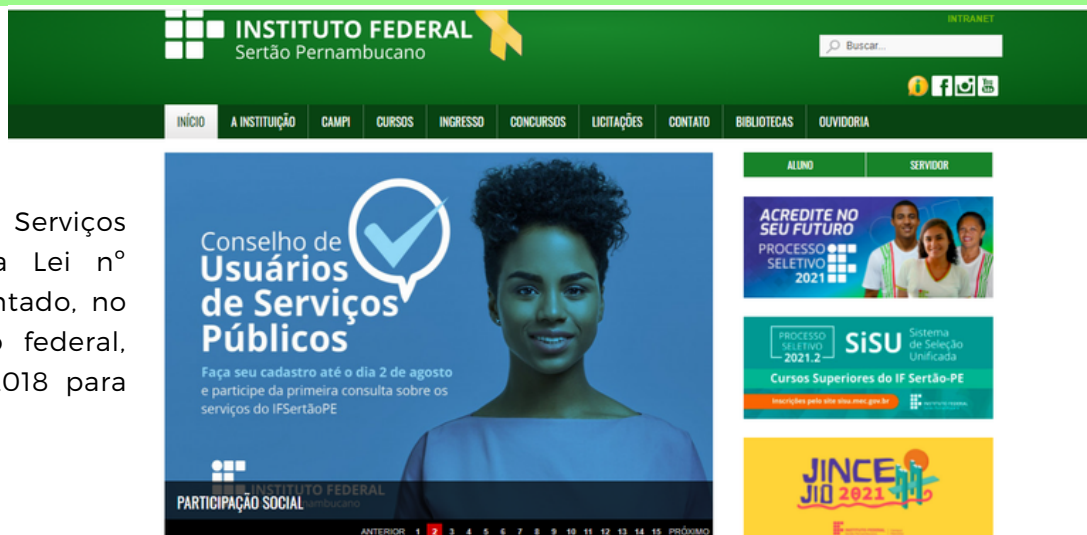 INTRANET
INSTITUTO FEDERAL
Sertão Pernambucano
Buscar...
INÍCIO A INSTITUIÇÃO CAMPI CURSOS INGRESSO CONCURSOS LICITAÇÕES CONTATO BIBLIOTECAS OUVIDORIA
Serviços
a Lei nº
ntado, no
o federal,
2018 para
Conselho de
Usuários
de Serviços
Públicos
Faça seu cadastro até o dia 2 de agosto
e participe da primeira consulta sobre os
serviços do IFSertãoPE
INSTITUTO FEDERAL
Pernambucano
PARTICIPAÇÃO SOCIAL
ANTERIOR 1 2 3 4 5 6 7 8 9 10 11 12 13 14 15 PRÓXIMO
ALUNO SERVIDOR
ACREDITE NO
SEU FUTURO
PROCESSO
SELETIVO
2021
PROCESSO
SELETIVO
2021.2
SiSU
Sistema
de Seleção
Unificada
Cursos Superiores do IF Sertão-PE
Inscrições pelo site sisu.mec.gov.br
JINCE
JID 2021